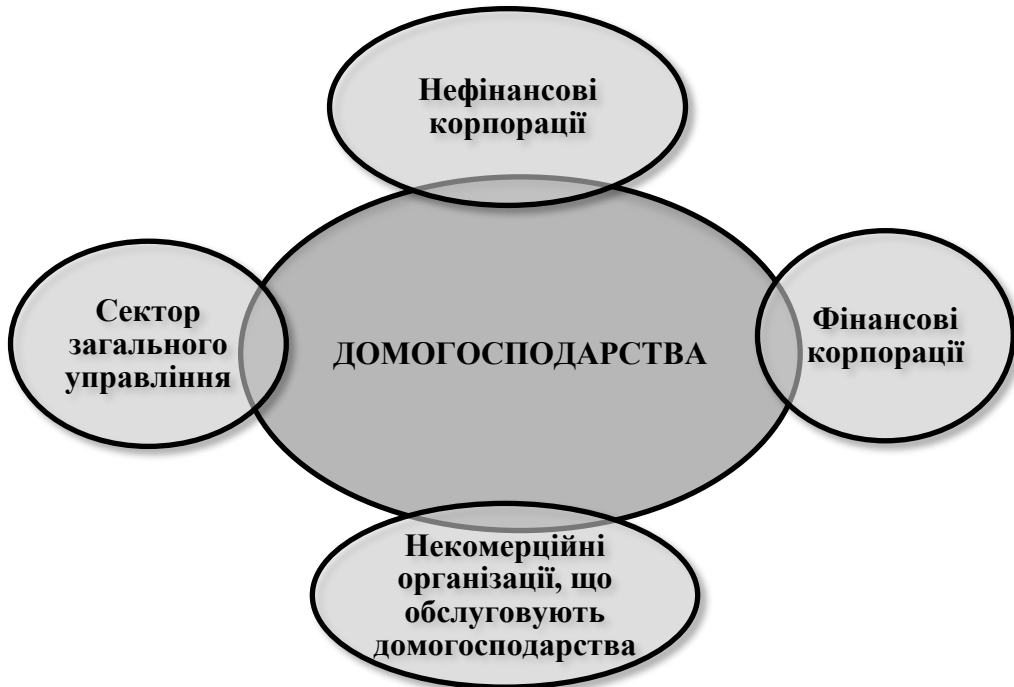 Нефінансові
корпорації
Сектор
загального
управління
ДОМОГОСПОДАРСТВА
Фінансові
корпорації
Некомерційні
організації, що
обслуговують
домогосподарства